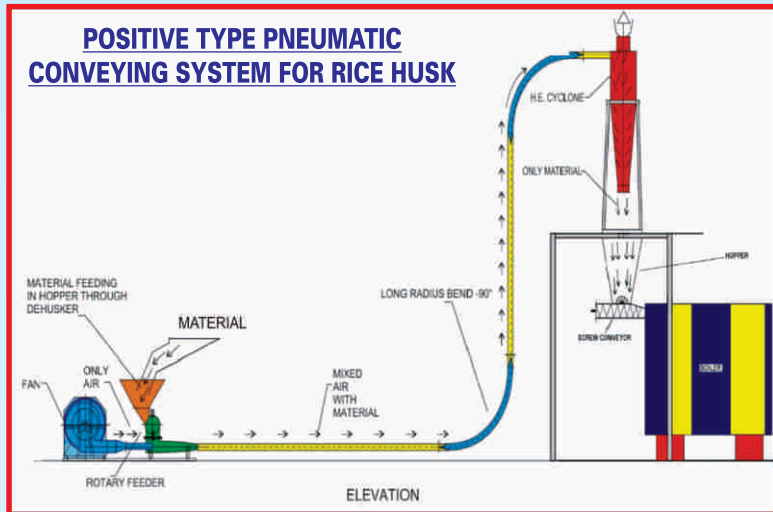 POSITIVE TYPE PNEUMATIC
CONVEYING SYSTEM FOR RICE HUSK
H.E. CYCLONE
ONLY MATERIAL
HOPPER
MATERIAL FEEDING
IN HOPPER THROUGH
DEHUSKER
LONG RADIUS BEND -90°
MATERIAL
SCREW CONVEYOR
ONLY
AIR
FAN
MIXED
AIR
WITH
MATERIAL
BOILER
ROTARY FEEDER
ELEVATION